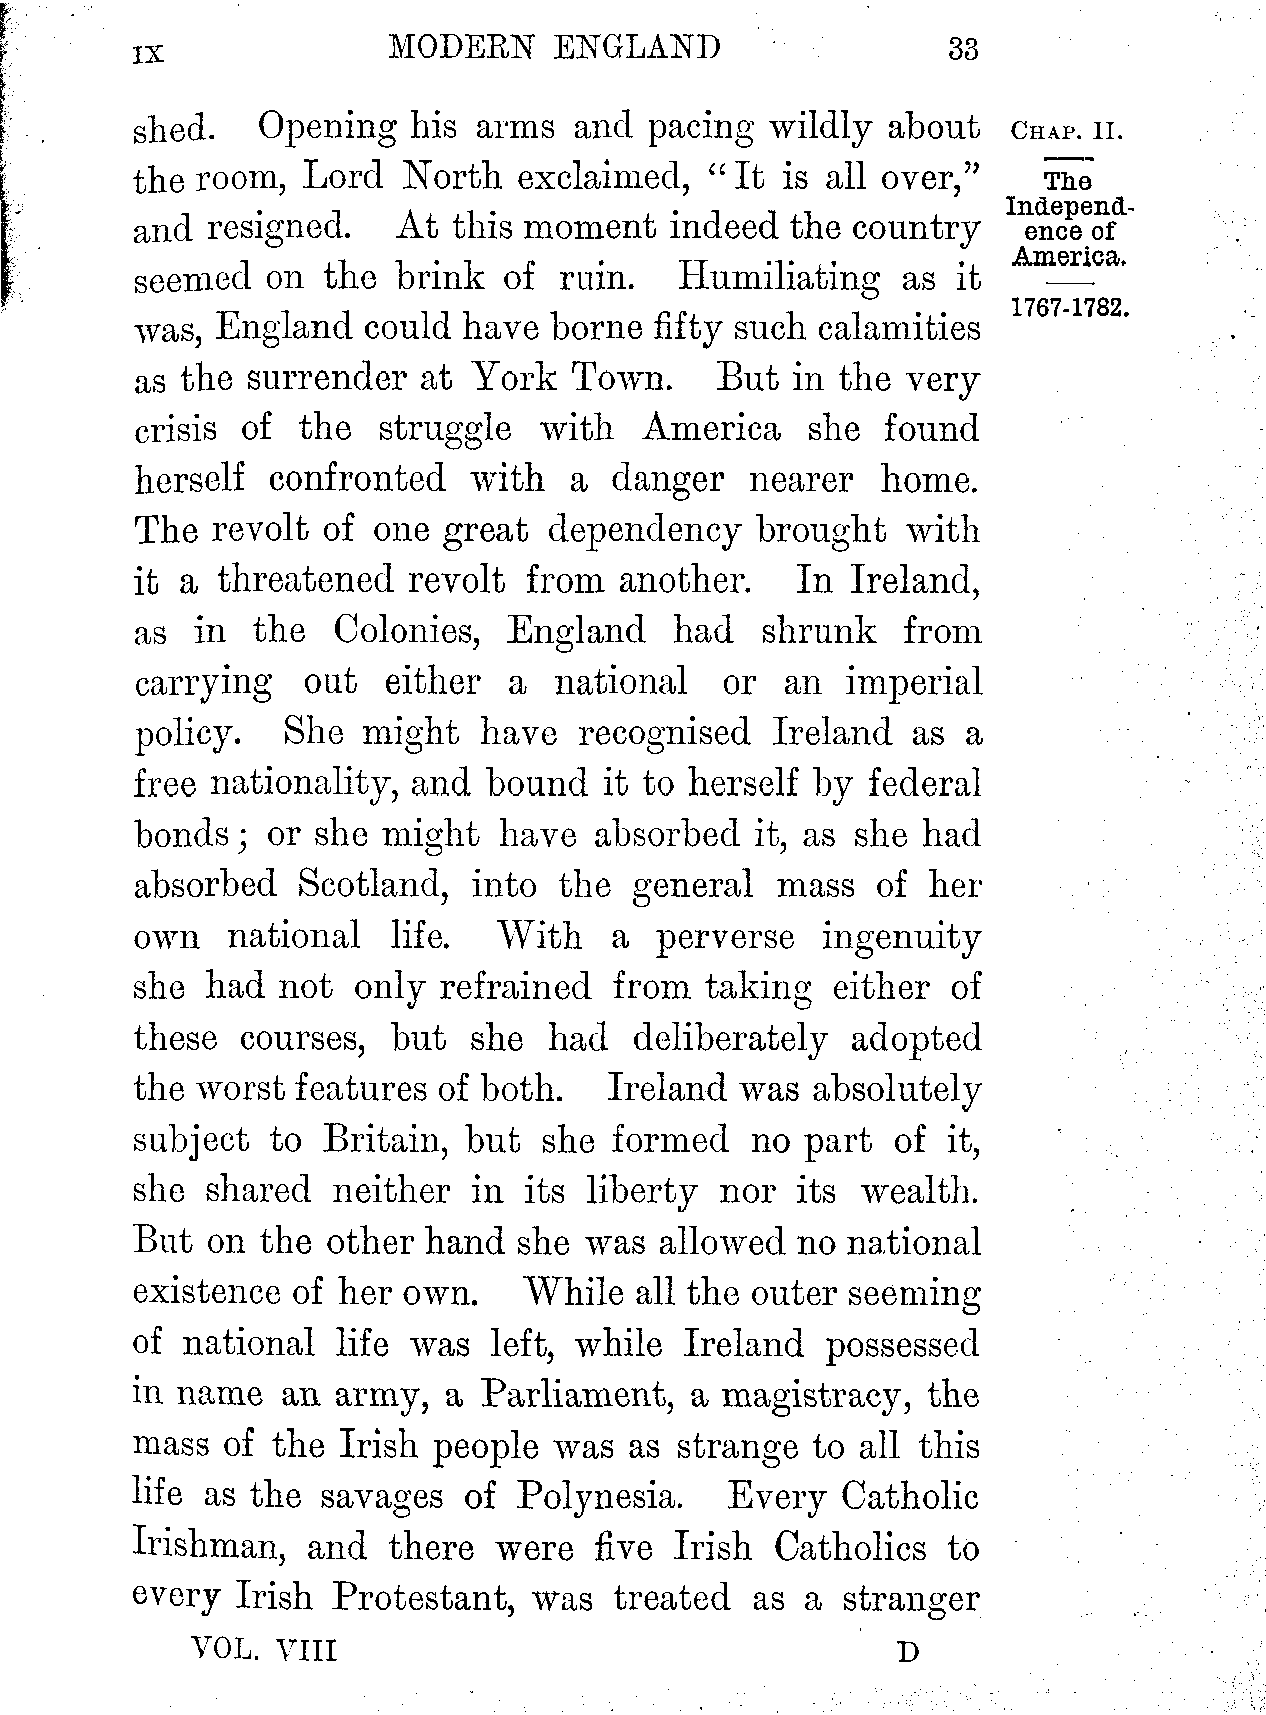 IX MODERN ENGLAND 33
shed. Opening his arms and pacing wildly about
the room, Lord North exclaimed, “It is all over,”
and resigned. At this moment indeed the country
seemed on the brink of ruin. Humiliating as it
was, England could have borne fifty such calamities
as the surrender at York Town. But in the very
crisis of the struggle with America she found
herself confronted with a danger nearer home.
The revolt of one great dependency brought with
it a threatened revolt from another. In Ireland,
as in the Colonies, England had shrunk from
carrying out either a national or an imperial
policy. She might have recognised Ireland as a
free nationality, and bound it to herself by federal
bonds; or she might have absorbed it, as she had
absorbed Scotland, into the general mass of her
own national life. With a perverse ingenuity
she had not only refrained from taking either of
these courses, but she had deliberately adopted
the worst features of both. Ireland was absolutely
subject to Britain, but she formed no part of it,
she shared neither in its liberty nor its wealth.
But on the other hand she was allowed no national
existence of her own. While all the outer seeming
of national life was left, while Ireland possessed
in name an army, a Parliament, a magistracy, the
mass of the Irish people was as strange to all this
life as the savages of Polynesia. Every Catholic
Irishman, and there were five Irish Catholics to
every Irish Protestant, was treated as a stranger
CHAP. II.
The
Independ-
ence of
America.
1767-1782.
VOL. VIII D